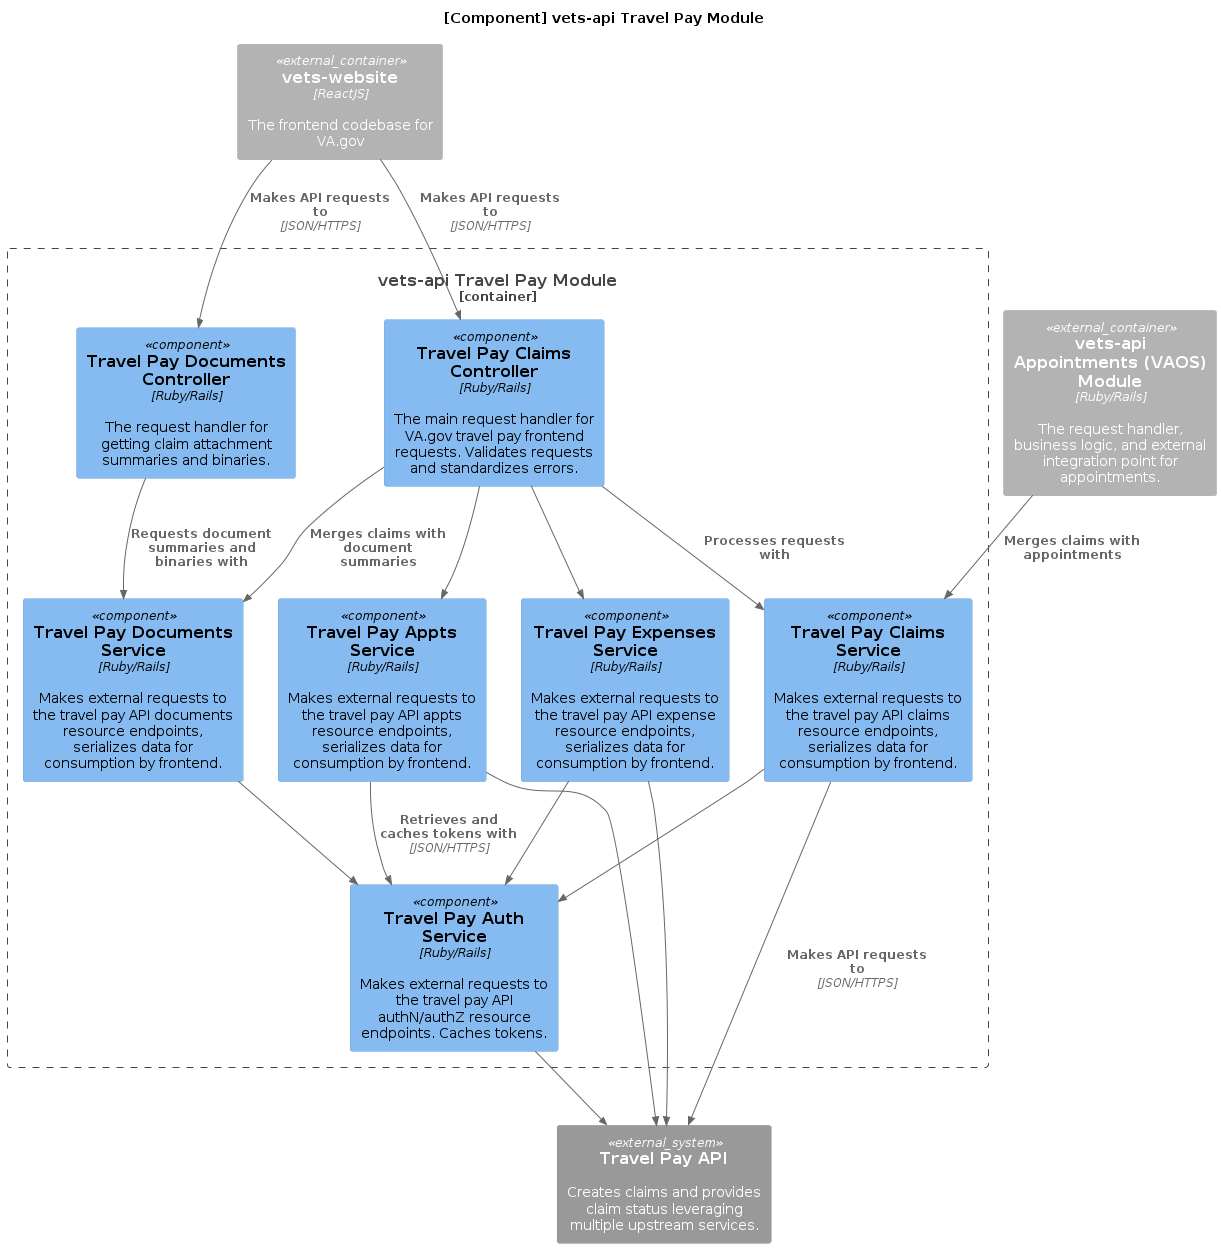 [Component] vets-api Travel Pay Module
«external_container»
vets-website
[ReactJS]
The frontend codebase for
VA.gov
Makes API requests
to
[JSON/HTTPS]
Makes API requests
to
[JSON/HTTPS]
vets-api Travel Pay Module
[container]
«component»
Travel Pay Documents
Controller
[Ruby/Rails]
The request handler for
getting claim attachment
summaries and binaries.
«component»
Travel Pay Claims
Controller
[Ruby/Rails]
The main request handler for
VA.gov travel pay frontend
requests. Validates requests
and standardizes errors.
«external_container»
vets-api
Appointments (VAOS)
Module
[Ruby/Rails]
The request handler,
business logic, and external
integration point for
appointments.
Requests document
summaries and
binaries with
Merges claims with
document
summaries
Processes requests
with
Merges claims with
appointments
«component»
Travel Pay Documents
Service
[Ruby/Rails]
Makes external requests to
the travel pay API documents
resource endpoints,
serializes data for
consumption by frontend.
«component»
Travel Pay Appts
Service
[Ruby/Rails]
Makes external requests to
the travel pay API appts
resource endpoints,
serializes data for
consumption by frontend.
«component»
Travel Pay Expenses
Service
[Ruby/Rails]
Makes external requests to
the travel pay API expense
resource endpoints,
serializes data for
consumption by frontend.
«component»
Travel Pay Claims
Service
[Ruby/Rails]
Makes external requests to
the travel pay API claims
resource endpoints,
serializes data for
consumption by frontend.
Retrieves and
caches tokens with
[JSON/HTTPS]
«component»
Travel Pay Auth
Service
[Ruby/Rails]
Makes external requests to
the travel pay API
authN/authZ resource
endpoints. Caches tokens.
Makes API requests
to
[JSON/HTTPS]
«external_system»
Travel Pay API
Creates claims and provides
claim status leveraging
multiple upstream services.